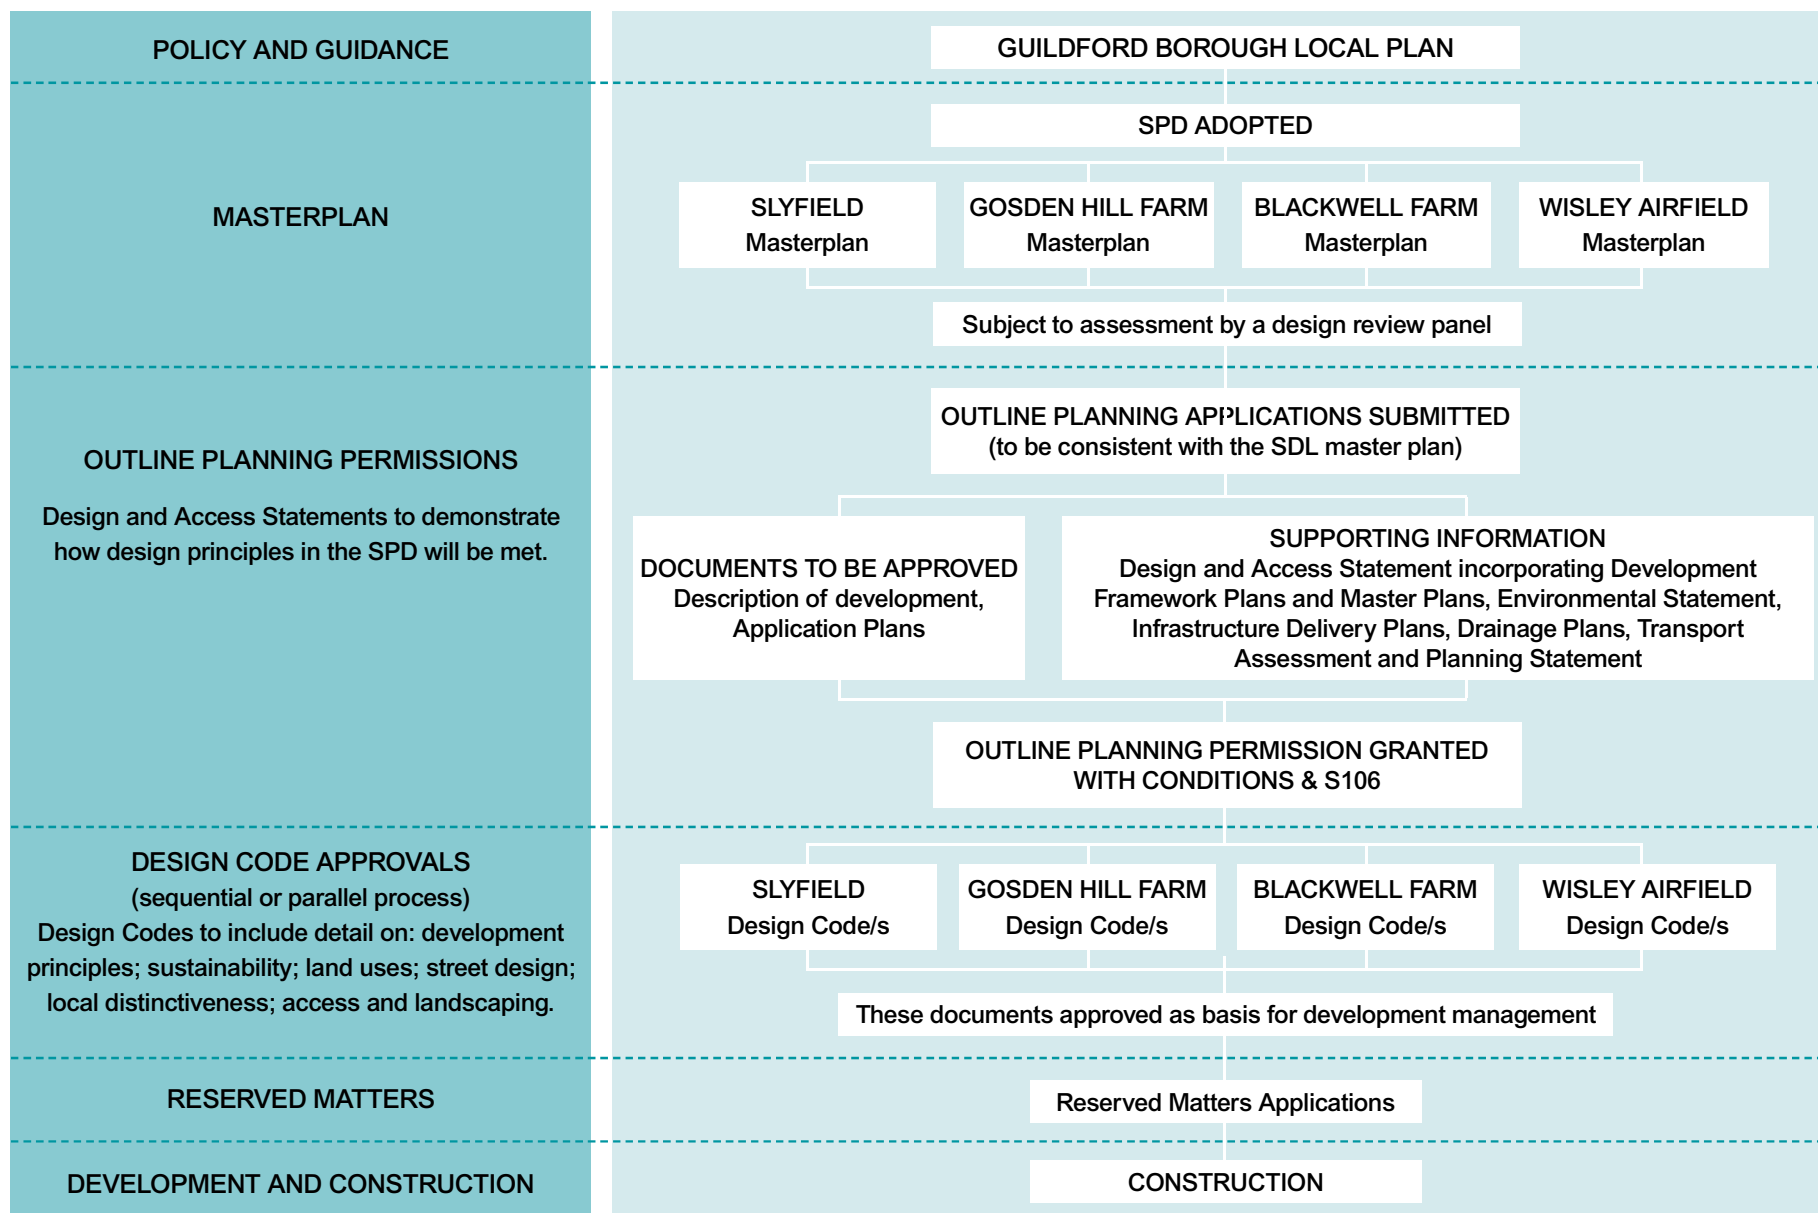 POLICY AND GUIDANCE
GUILDFORD BOROUGH LOCAL PLAN
MASTERPLAN
SPD ADOPTED
SLYFIELD
Masterplan
GOSDEN HILL FARM
Masterplan
BLACKWELL FARM
Masterplan
WISLEY AIRFIELD
Masterplan
Subject to assessment by a design review panel
OUTLINE PLANNING PERMISSIONS
Design and Access Statements to demonstrate
how design principles in the SPD will be met.
OUTLINE PLANNING APPLICATIONS SUBMITTED
(to be consistent with the SDL master plan)
DOCUMENTS TO BE APPROVED
Description of development,
Application Plans
SUPPORTING INFORMATION
Design and Access Statement incorporating Development
Framework Plans and Master Plans, Environmental Statement,
Infrastructure Delivery Plans, Drainage Plans, Transport
Assessment and Planning Statement
OUTLINE PLANNING PERMISSION GRANTED
WITH CONDITIONS & S106
DESIGN CODE APPROVALS
(sequential or parallel process)
Design Codes to include detail on: development
principles; sustainability; land uses; street design;
local distinctiveness; access and landscaping.
SLYFIELD
Design Code/s
GOSDEN HILL FARM
Design Code/s
BLACKWELL FARM
Design Code/s
WISLEY AIRFIELD
Design Code/s
These documents approved as basis for development management
RESERVED MATTERS
Reserved Matters Applications
DEVELOPMENT AND CONSTRUCTION
CONSTRUCTION